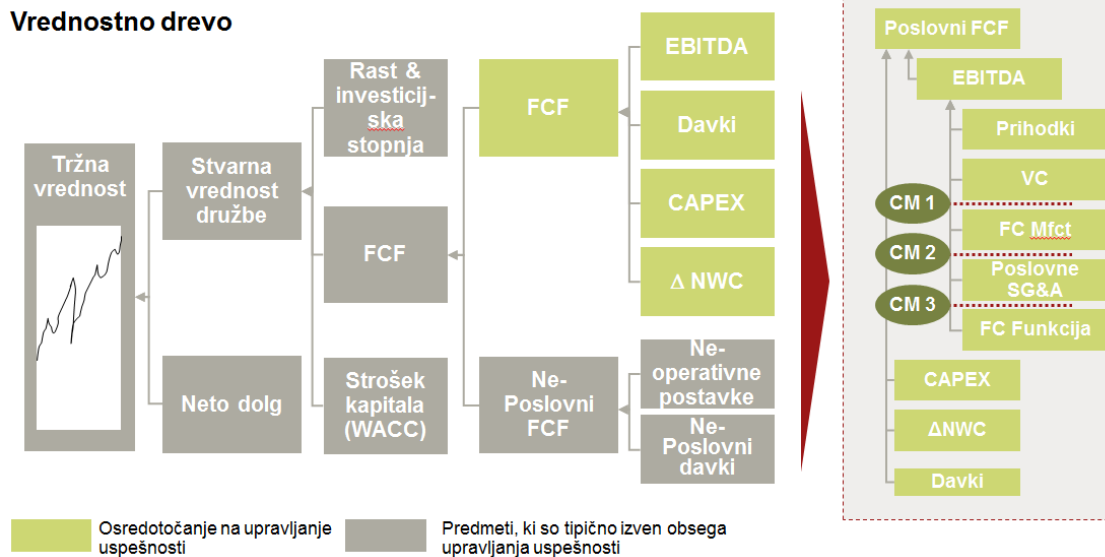 Vrednostno drevo
Tržna
vrednost
Stvarna
vrednost
družbe
Neto dolg
Rast &
investicij-
ska
stopnja
FCF
Strošek
kapitala
(WACC)
FCF
Ne-
Poslovni
FCF
EBITDA
Davki
CAPEX
Δ NWC
Ne-
operativne
postavke
Ne-
Poslovni
davki
Poslovni FCF
EBITDA
Prihodki
VC
CM 1
FC Mfct
CM 2
Poslovne
SG&A
CM 3
FC Funkcija
CAPEX
ΔNWC
Davki
Osredotočanje na upravljanje
uspešnosti
Predmeti, ki so tipično izven obsega
upravljanja uspešnosti